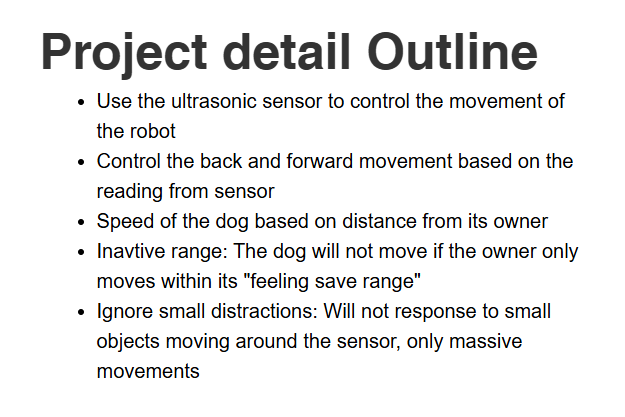 Project detail Outline
• Use the ultrasonic sensor to control the movement of
the robot
• Control the back and forward movement based on the
reading from sensor
• Speed of the dog based on distance from its owner
• Inavtive range: The dog will not move if the owner only
moves within its "feeling save range"
• Ignore small distractions: Will not response to small
objects moving around the sensor, only massive
movements